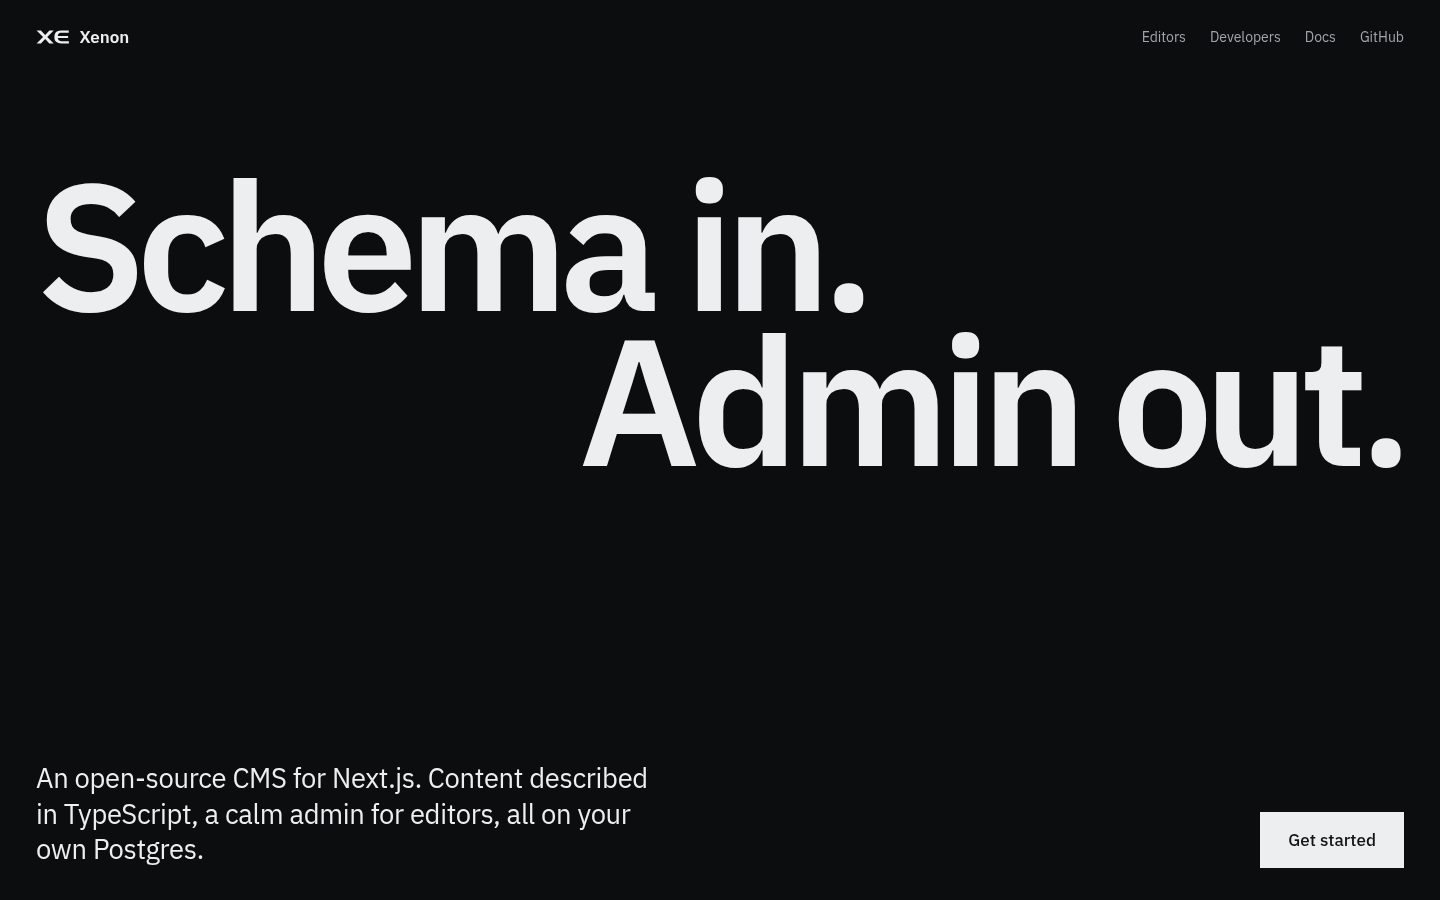 XE Xenon
Editors Developers Docs GitHub
Schema in.
Admin out.
An open-source CMS for Next.js. Content described
in TypeScript, a calm admin for editors, all on your
own Postgres.
Get started